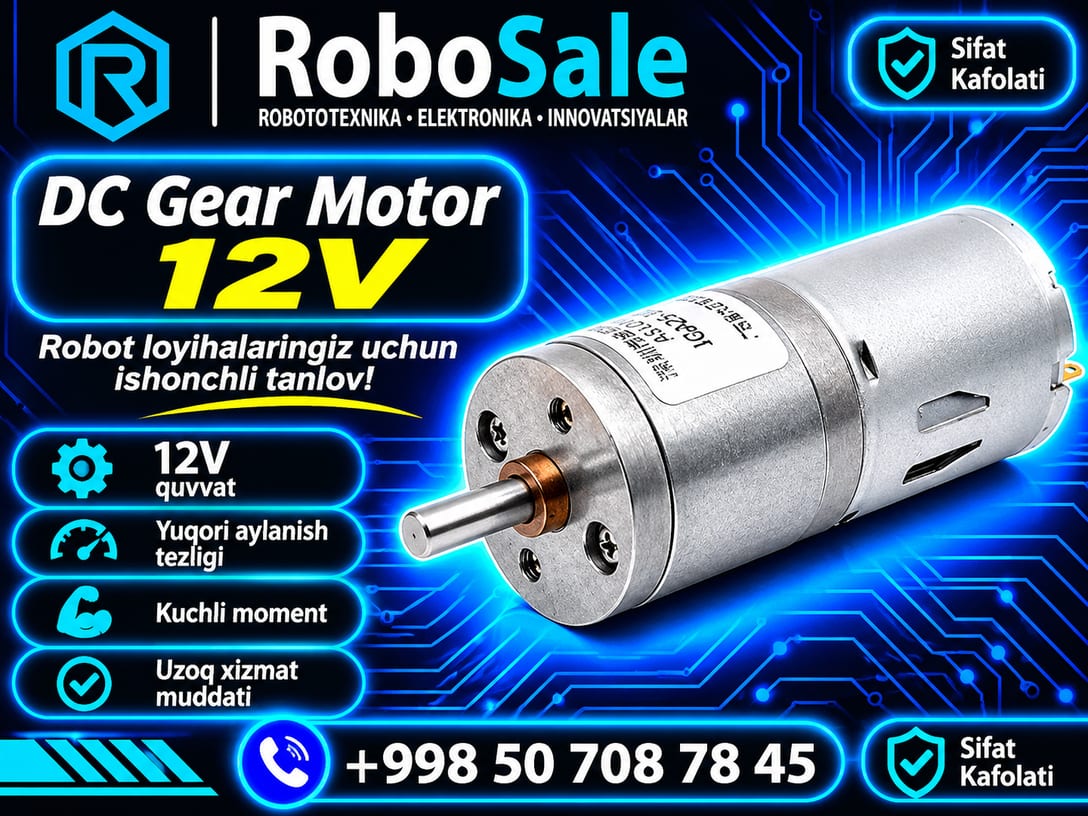 RoboSale
ROBOTOTEXNIKA • ELEKTRONIKA • INNOVATSIYALAR
Sifat
Kafolati
DC Gear Motor
12V
Robot loyihalaringiz uchun
ishonchli tanlov!
12V
quvvat
Yuqori aylanish
tezligi
Kuchli moment
Uzoq xizmat
muddati
+998 50 708 78 45
Sifat
Kafolati